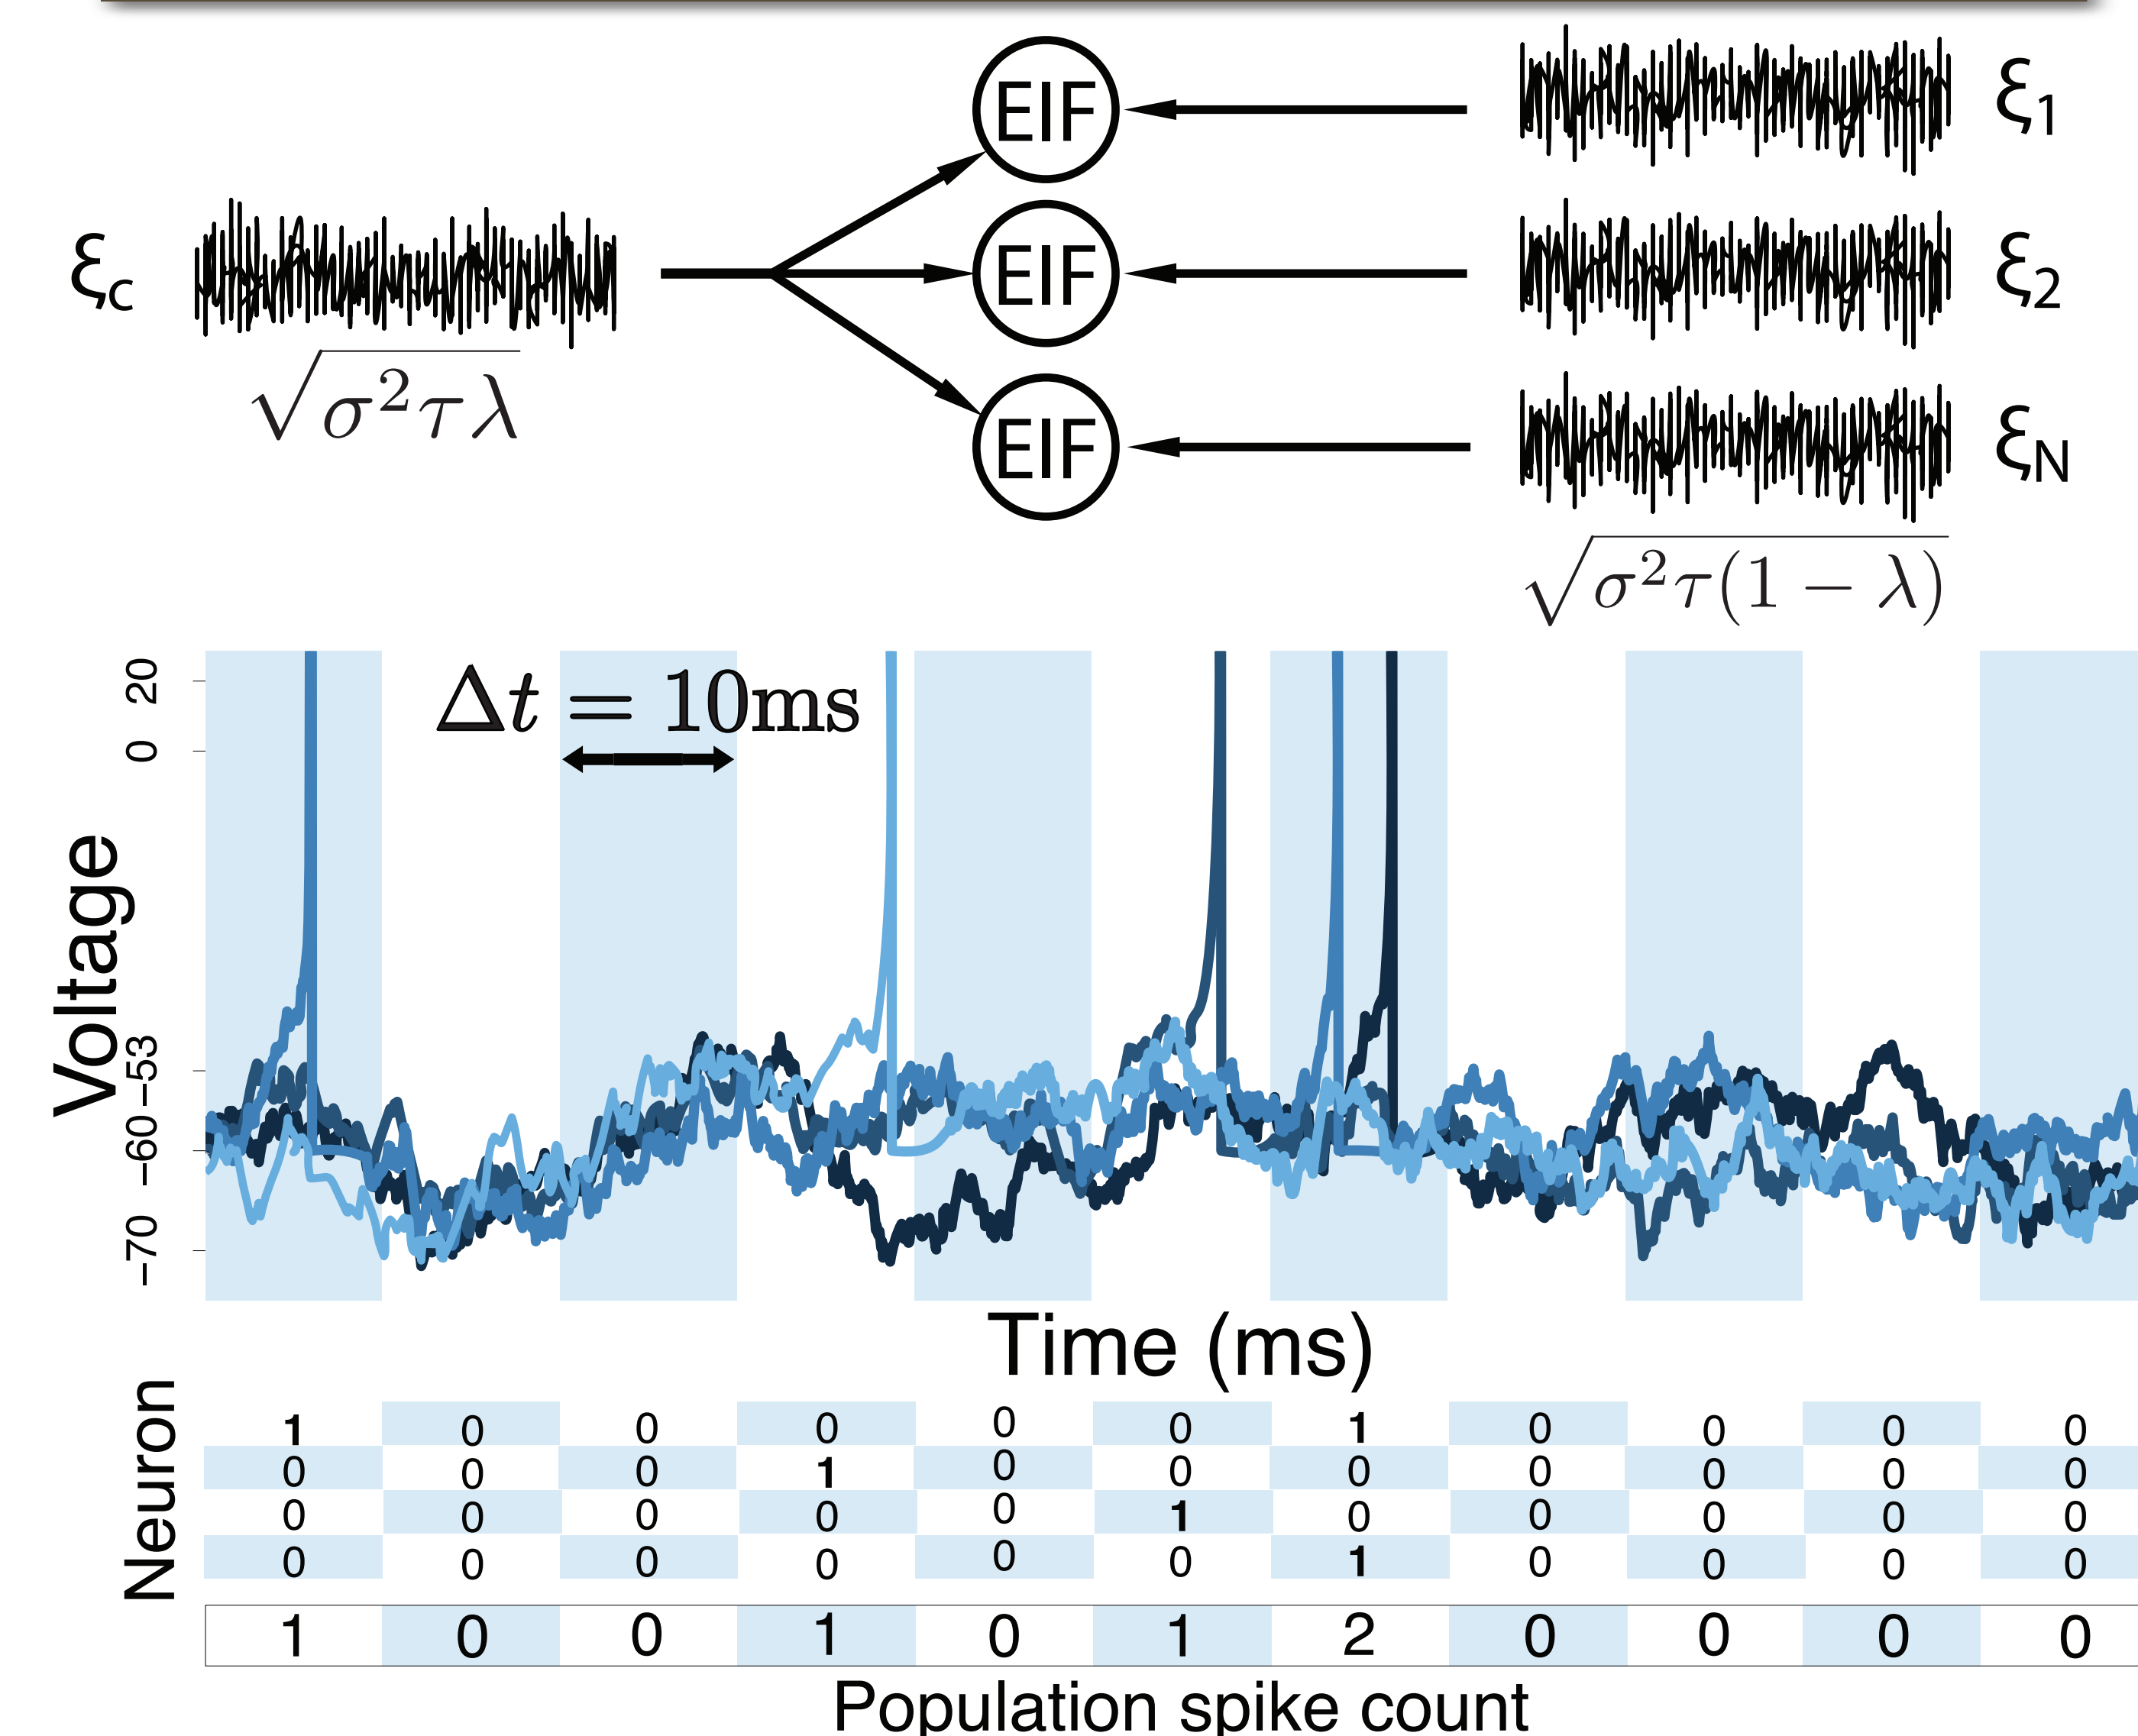 EIF
ξ1
ξc
EIF
ξ2
√σ²τλ
EIF
ξN
√σ²τ(1 − λ)
Δt = 10ms
Voltage
20
0
−53
−60
−70
Time (ms)
Neuron
1 0 0 0 0 0 1 0 0 0 0
0 0 0 1 0 0 0 0 0 0 0
0 0 0 0 0 1 0 0 0 0 0
0 0 0 0 0 0 1 0 0 0 0
1 0 0 1 0 1 2 0 0 0 0
Population spike count